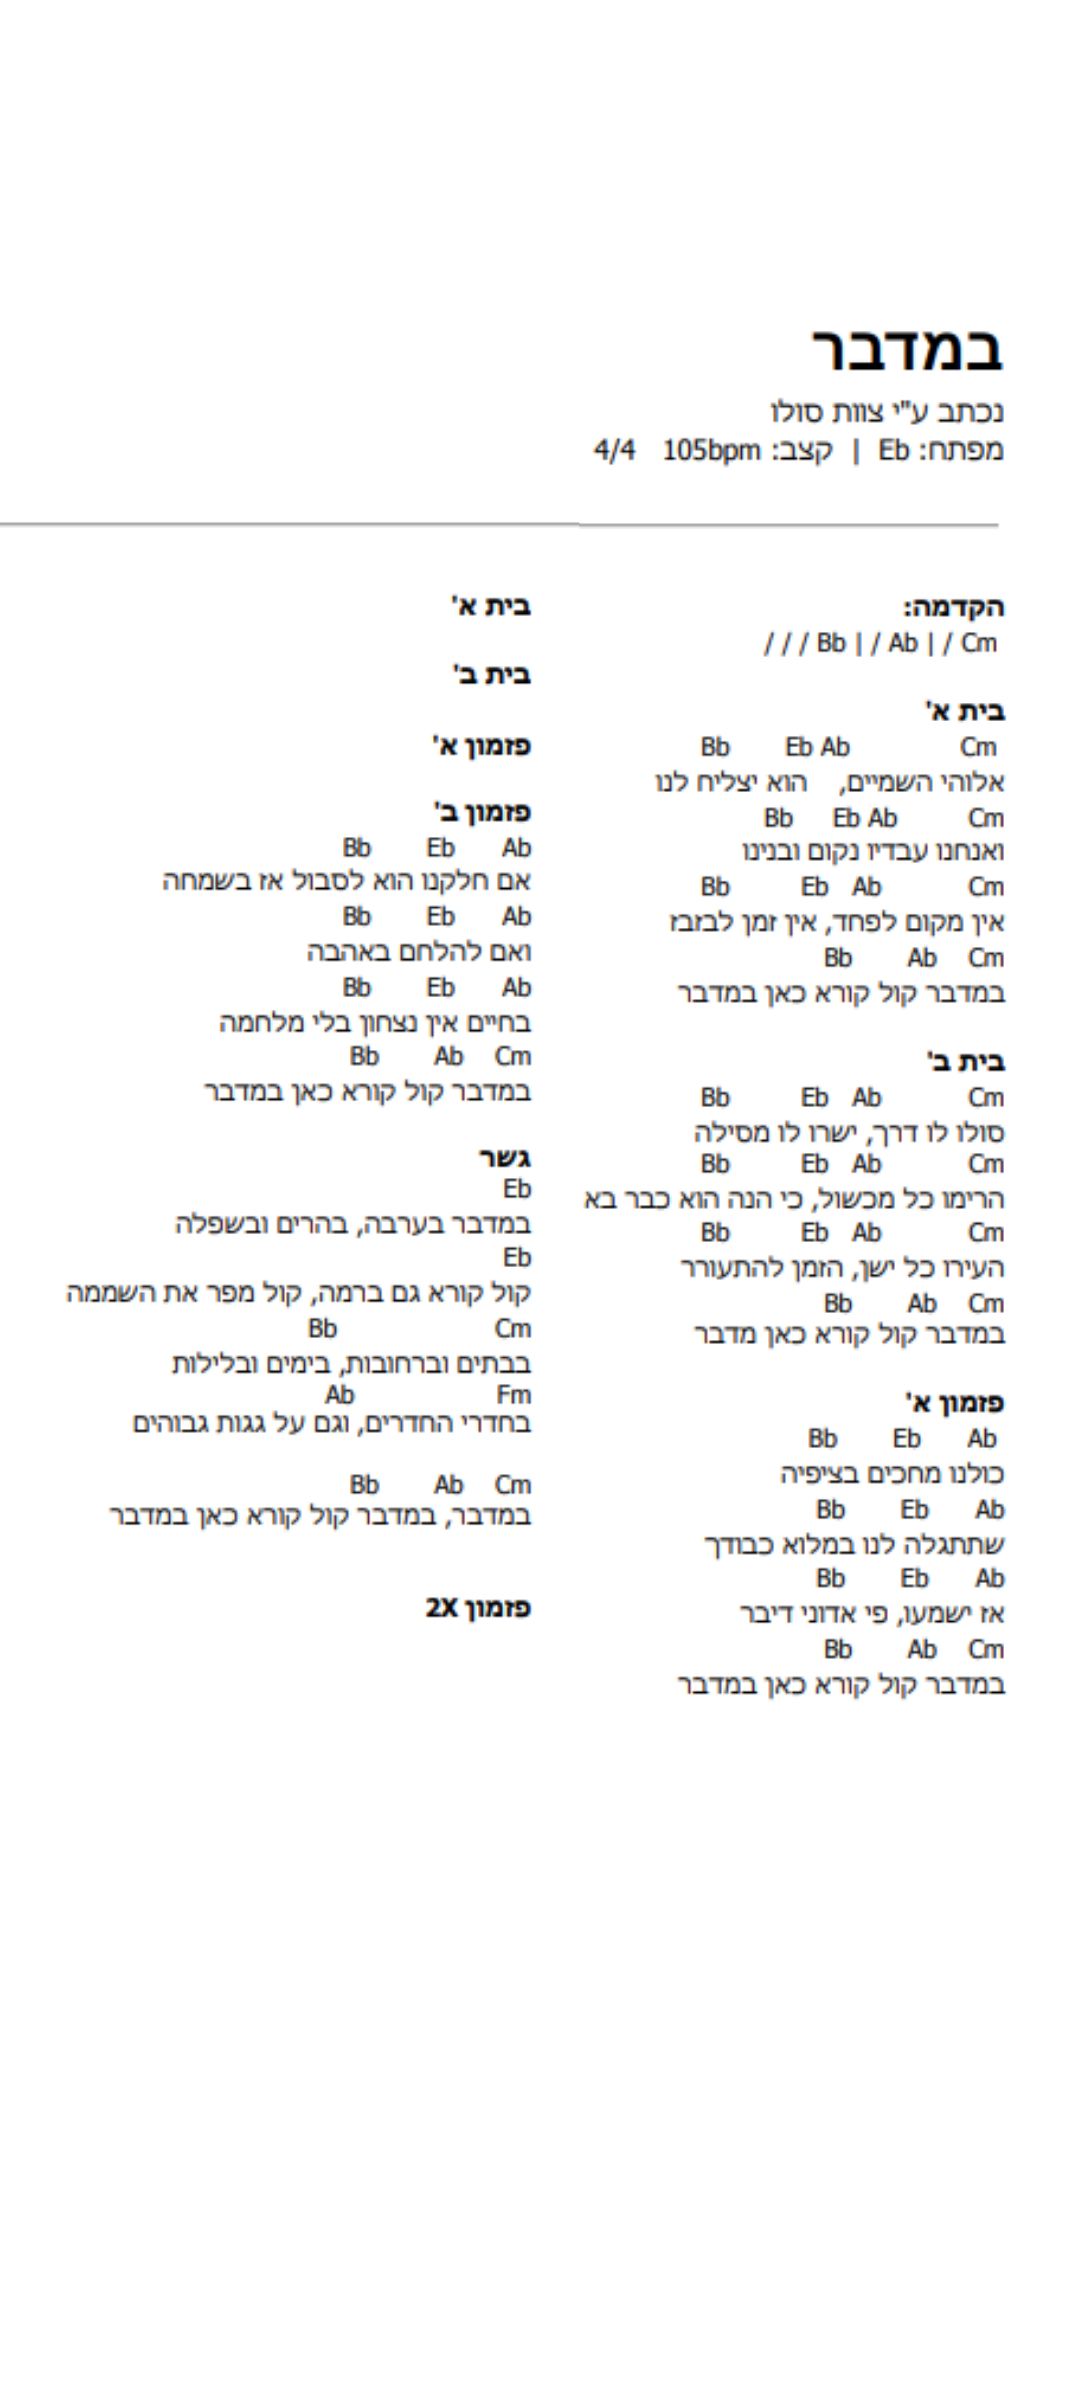 במדבר
נכתב ע"י צוות סולו
מפתח: Eb | קצב: 105bpm 4/4
הקדמה:
/ / / Bb | / Ab | / Cm
בית א'
Bb Eb Ab Cm
אלוהי השמיים, הוא יצליח לנו
Bb Eb Ab Cm
ואנחנו עבדיו נקום ובנינו
Bb Eb Ab Cm
אין מקום לפחד, אין זמן לבזבז
Bb Ab Cm
במדבר קול קורא כאן במדבר
בית ב'
Bb Eb Ab Cm
סולו לו דרך, ישרו לו מסילה
Bb Eb Ab Cm
הרימו כל מכשול, כי הנה הוא כבר בא
Bb Eb Ab Cm
העירו כל ישן, הזמן להתעורר
Bb Ab Cm
במדבר קול קורא כאן מדבר
פזמון א'
Bb Eb Ab
כולנו מחכים בציפיה
Bb Eb Ab
שתתגלה לנו במלוא כבודך
Bb Eb Ab
אז ישמעו, פי אדוני דיבר
Bb Ab Cm
במדבר קול קורא כאן במדבר
בית א'
בית ב'
פזמון א'
פזמון ב'
Bb Eb Ab
אם חלקנו הוא לסבול אז בשמחה
Bb Eb Ab
ואם להלחם באהבה
Bb Eb Ab
בחיים אין נצחון בלי מלחמה
Bb Ab Cm
במדבר קול קורא כאן במדבר
גשר
Eb
במדבר בערבה, בהרים ובשפלה
Eb
קול קורא גם ברמה, קול מפר את השממה
Bb Cm
בבתים וברחובות, בימים ובלילות
Ab Fm
בחדרי החדרים, וגם על גגות גבוהים
Bb Ab Cm
במדבר, במדבר קול קורא כאן במדבר
פזמון 2X